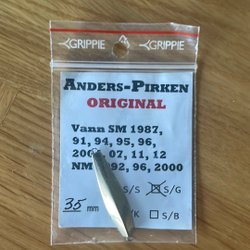 GRIPPIE GRIPPIE
ANDERS-PIRKEN
ORIGINAL
Vann SM 1987,
91, 94, 95, 96,
07, 11, 12
NM 92, 96, 2000
S/S S/G
35 mm /K S/B